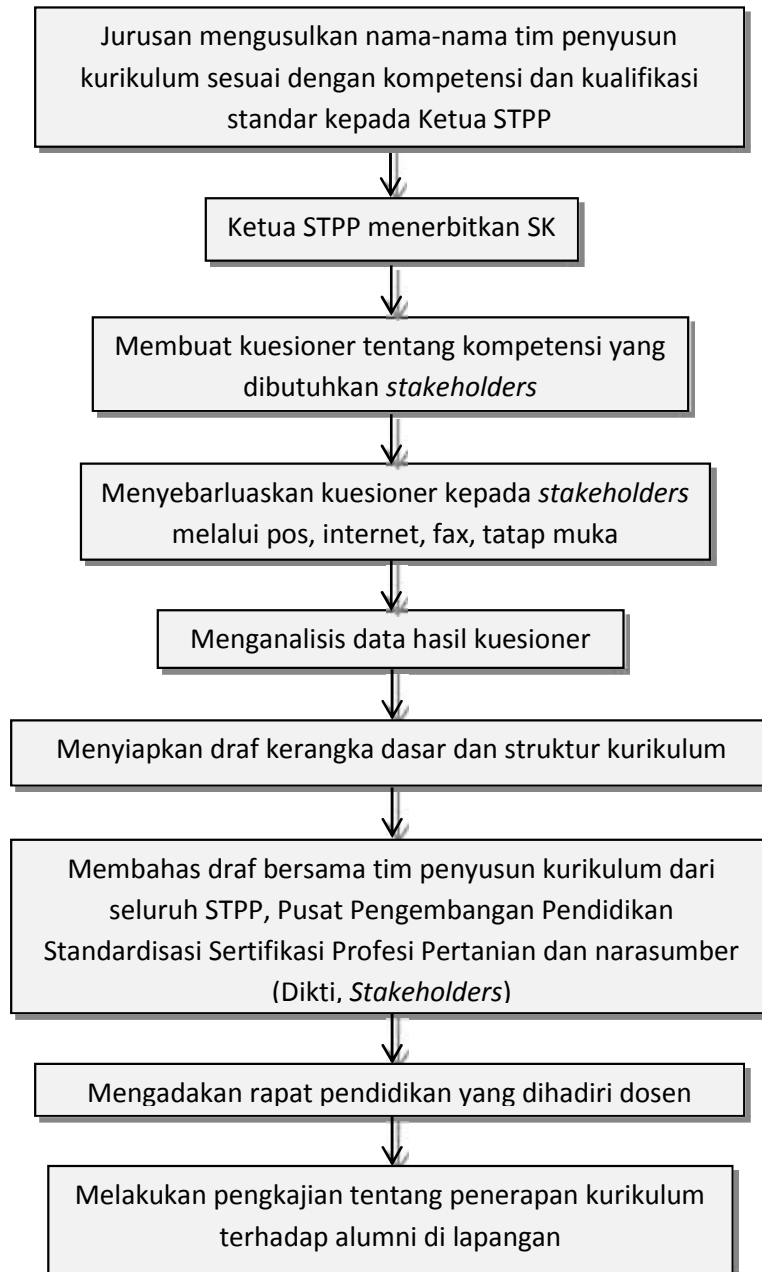 Jurusan mengusulkan nama-nama tim penyusun
kurikulum sesuai dengan kompetensi dan kualifikasi
standar kepada Ketua STPP
Ketua STPP menerbitkan SK
Membuat kuesioner tentang kompetensi yang
dibutuhkan stakeholders
Menyebarluaskan kuesioner kepada stakeholders
melalui pos, internet, fax, tatap muka
Menganalisis data hasil kuesioner
Menyiapkan draf kerangka dasar dan struktur kurikulum
Membahas draf bersama tim penyusun kurikulum dari
seluruh STPP, Pusat Pengembangan Pendidikan
Standardisasi Sertifikasi Profesi Pertanian dan narasumber
(Dikti, Stakeholders)
Mengadakan rapat pendidikan yang dihadiri dosen
Melakukan pengkajian tentang penerapan kurikulum
terhadap alumni di lapangan